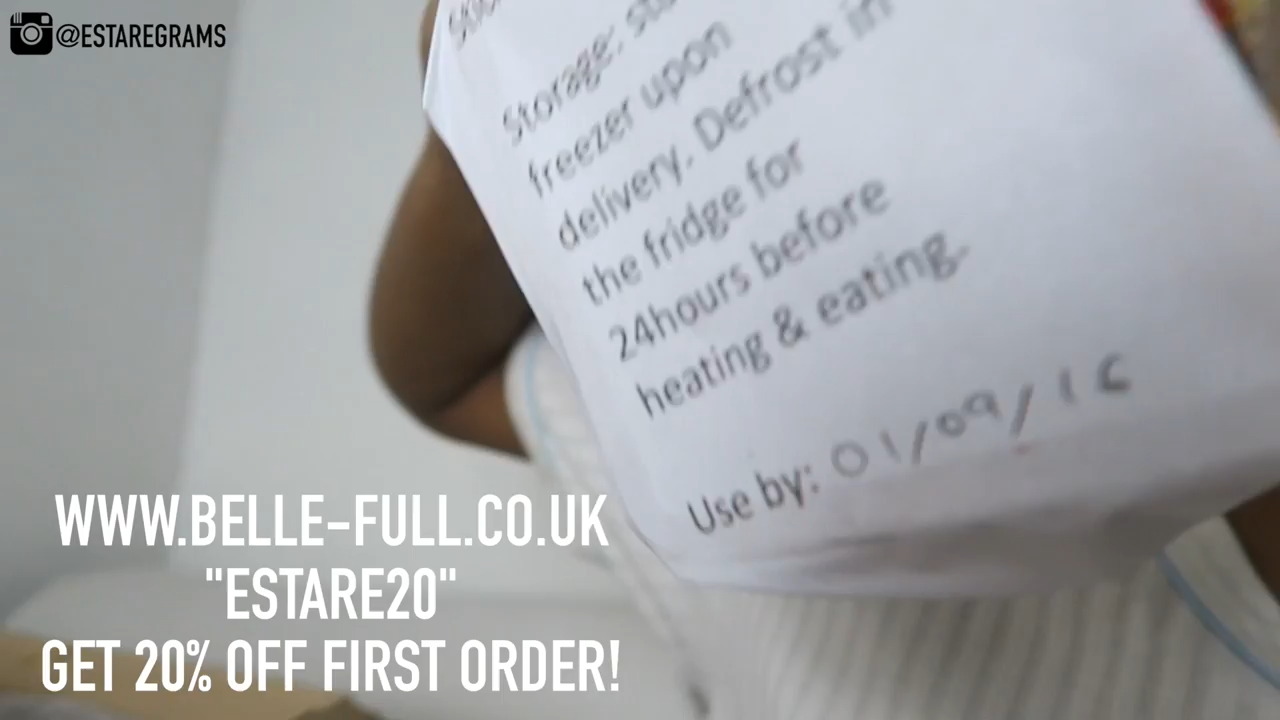 @ESTAREGRAMS
Storage:
freezer upon
delivery. Defrost in
the fridge for
24hours before
heating & eating.
Use by: 01/09/16
WWW.BELLE-FULL.CO.UK
"ESTARE20"
GET 20% OFF FIRST ORDER!